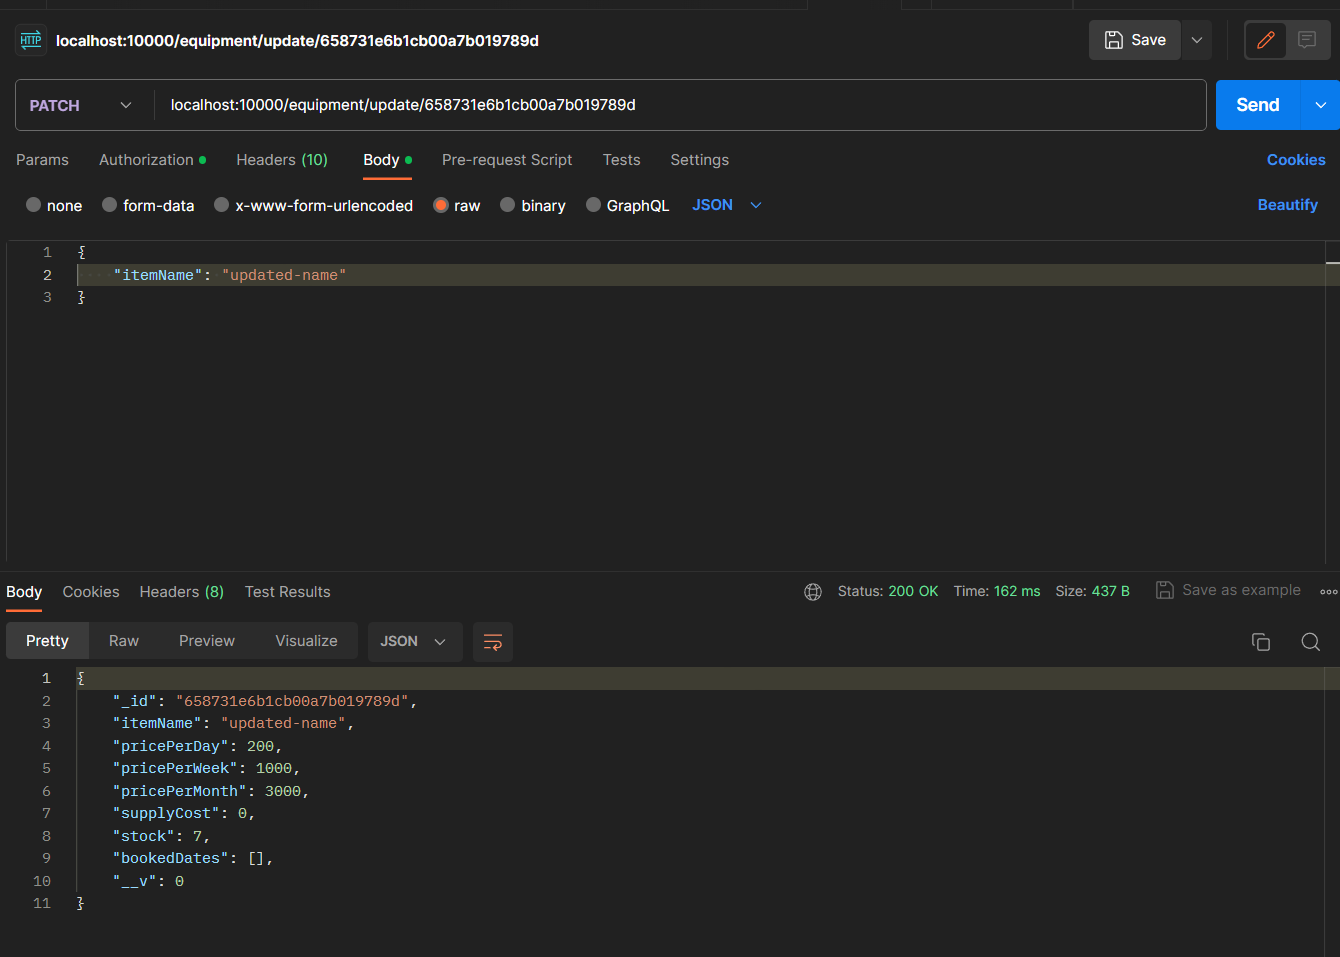 HTTP localhost:10000/equipment/update/658731e6b1cb00a7b019789d Save
PATCH localhost:10000/equipment/update/658731e6b1cb00a7b019789d Send
Params Authorization Headers (10) Body Pre-request Script Tests Settings Cookies
none form-data x-www-form-urlencoded raw binary GraphQL JSON Beautify
1 {
2 "itemName": "updated-name"
3 }
Body Cookies Headers (8) Test Results Status: 200 OK Time: 162 ms Size: 437 B Save as example
Pretty Raw Preview Visualize JSON
1 {
2 "_id": "658731e6b1cb00a7b019789d",
3 "itemName": "updated-name",
4 "pricePerDay": 200,
5 "pricePerWeek": 1000,
6 "pricePerMonth": 3000,
7 "supplyCost": 0,
8 "stock": 7,
9 "bookedDates": [],
10 "__v": 0
11 }